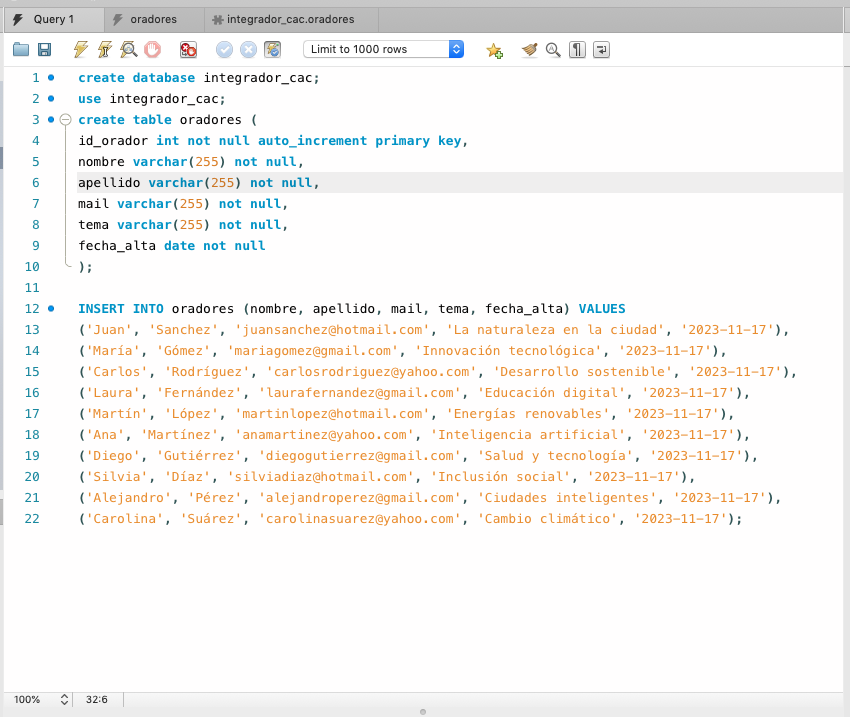 Query 1 oradores integrador_cac.oradores
Limit to 1000 rows
1 create database integrador_cac;
2 use integrador_cac;
3 create table oradores (
4 id_orador int not null auto_increment primary key,
5 nombre varchar(255) not null,
6 apellido varchar(255) not null,
7 mail varchar(255) not null,
8 tema varchar(255) not null,
9 fecha_alta date not null
10 );
11
12 INSERT INTO oradores (nombre, apellido, mail, tema, fecha_alta) VALUES
13 ('Juan', 'Sanchez', 'juansanchez@hotmail.com', 'La naturaleza en la ciudad', '2023-11-17'),
14 ('María', 'Gómez', 'mariagomez@gmail.com', 'Innovación tecnológica', '2023-11-17'),
15 ('Carlos', 'Rodríguez', 'carlosrodriguez@yahoo.com', 'Desarrollo sostenible', '2023-11-17'),
16 ('Laura', 'Fernández', 'laurafernandez@gmail.com', 'Educación digital', '2023-11-17'),
17 ('Martín', 'López', 'martinlopez@hotmail.com', 'Energías renovables', '2023-11-17'),
18 ('Ana', 'Martínez', 'anamartinez@yahoo.com', 'Inteligencia artificial', '2023-11-17'),
19 ('Diego', 'Gutiérrez', 'diegogutierrez@gmail.com', 'Salud y tecnología', '2023-11-17'),
20 ('Silvia', 'Díaz', 'silviadiaz@hotmail.com', 'Inclusión social', '2023-11-17'),
21 ('Alejandro', 'Pérez', 'alejandroperez@gmail.com', 'Ciudades inteligentes', '2023-11-17'),
22 ('Carolina', 'Suárez', 'carolinasuarez@yahoo.com', 'Cambio climático', '2023-11-17');
100% 32:6